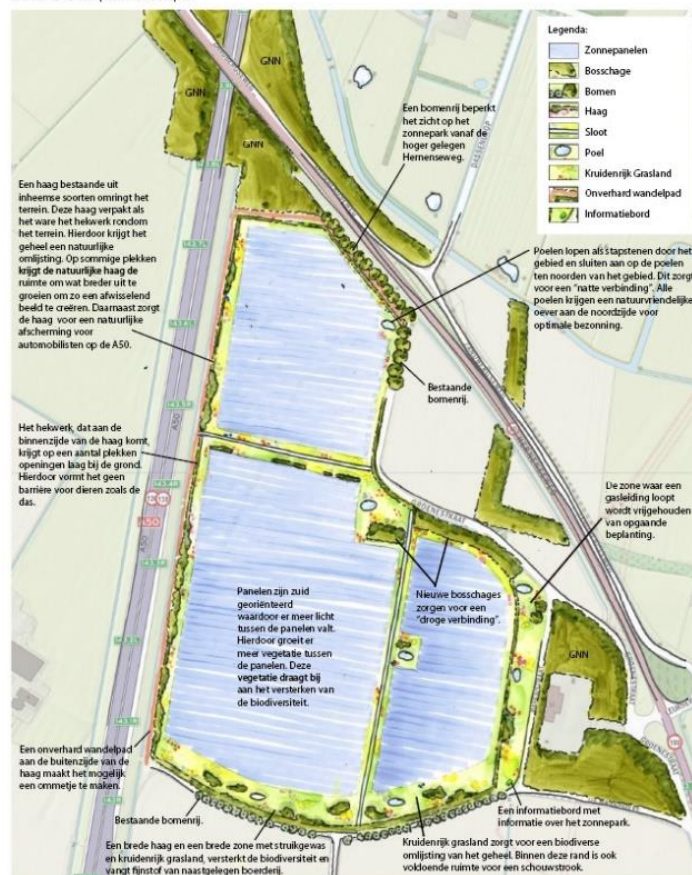 Legenda:
Zonnepanelen
Bosschage
Bomen
Haag
Sloot
Poel
Kruidenrijk Grasland
Onverhard wandelpad
Informatiebord
GNN
GNN
GNN
Een bomenrij beperkt
het zicht op het
zonnepark vanaf de
hoger gelegen
Hernenseweg.
Een haag bestaande uit
inheemse soorten omringt het
terrein. Deze haag verpakt als
het ware het hekwerk rondom
het terrein. Hierdoor krijgt het
geheel een natuurlijke
omlijsting. Op sommige plekken
krijgt de natuurlijke haag de
ruimte om wat breder uit te
groeien om zo een afwisselend
beeld te creëren. Daarnaast zorgt
de haag voor een natuurlijke
afscherming voor
automobilisten op de A50.
Poelen lopen als stapstenen door het
gebied en sluiten aan op de poelen
ten noorden van het gebied. Dit zorgt
voor een "natte verbinding". Alle
poelen krijgen een natuurvriendelijke
oever aan de noordzijde voor
optimale bezonning.
Bestaande
bomenrij.
Het hekwerk, dat aan de
binnenzijde van de haag komt,
krijgt op een aantal plekken
openingen laag bij de grond.
Hierdoor vormt het geen
barrière voor dieren zoals de
das.
A50
A50
GROENESTRAAT
De zone waar een
gasleiding loopt
wordt vrijgehouden
van opgaande
beplanting.
Panelen zijn zuid
georiënteerd
waardoor er meer licht
tussen de panelen valt.
Hierdoor groeit er
meer vegetatie tussen
de panelen. Deze
vegetatie draagt bij
aan het versterken van
de biodiversiteit.
Nieuwe bosschages
zorgen voor een
"droge verbinding".
GNN
Een onverhard wandelpad
aan de buitenzijde van de
haag maakt het mogelijk
een ommetje te maken.
Bestaande bomenrij.
Een brede haag en een brede zone met struikgewas
en kruidenrijk grasland, versterkt de biodiversiteit en
vangt fijnstof van naastgelegen boerderij.
Een informatiebord met
informatie over het zonnepark.
Kruidenrijk grasland zorgt voor een biodiverse
omlijsting van het geheel. Binnen deze rand is ook
voldoende ruimte voor een schouwstrook.